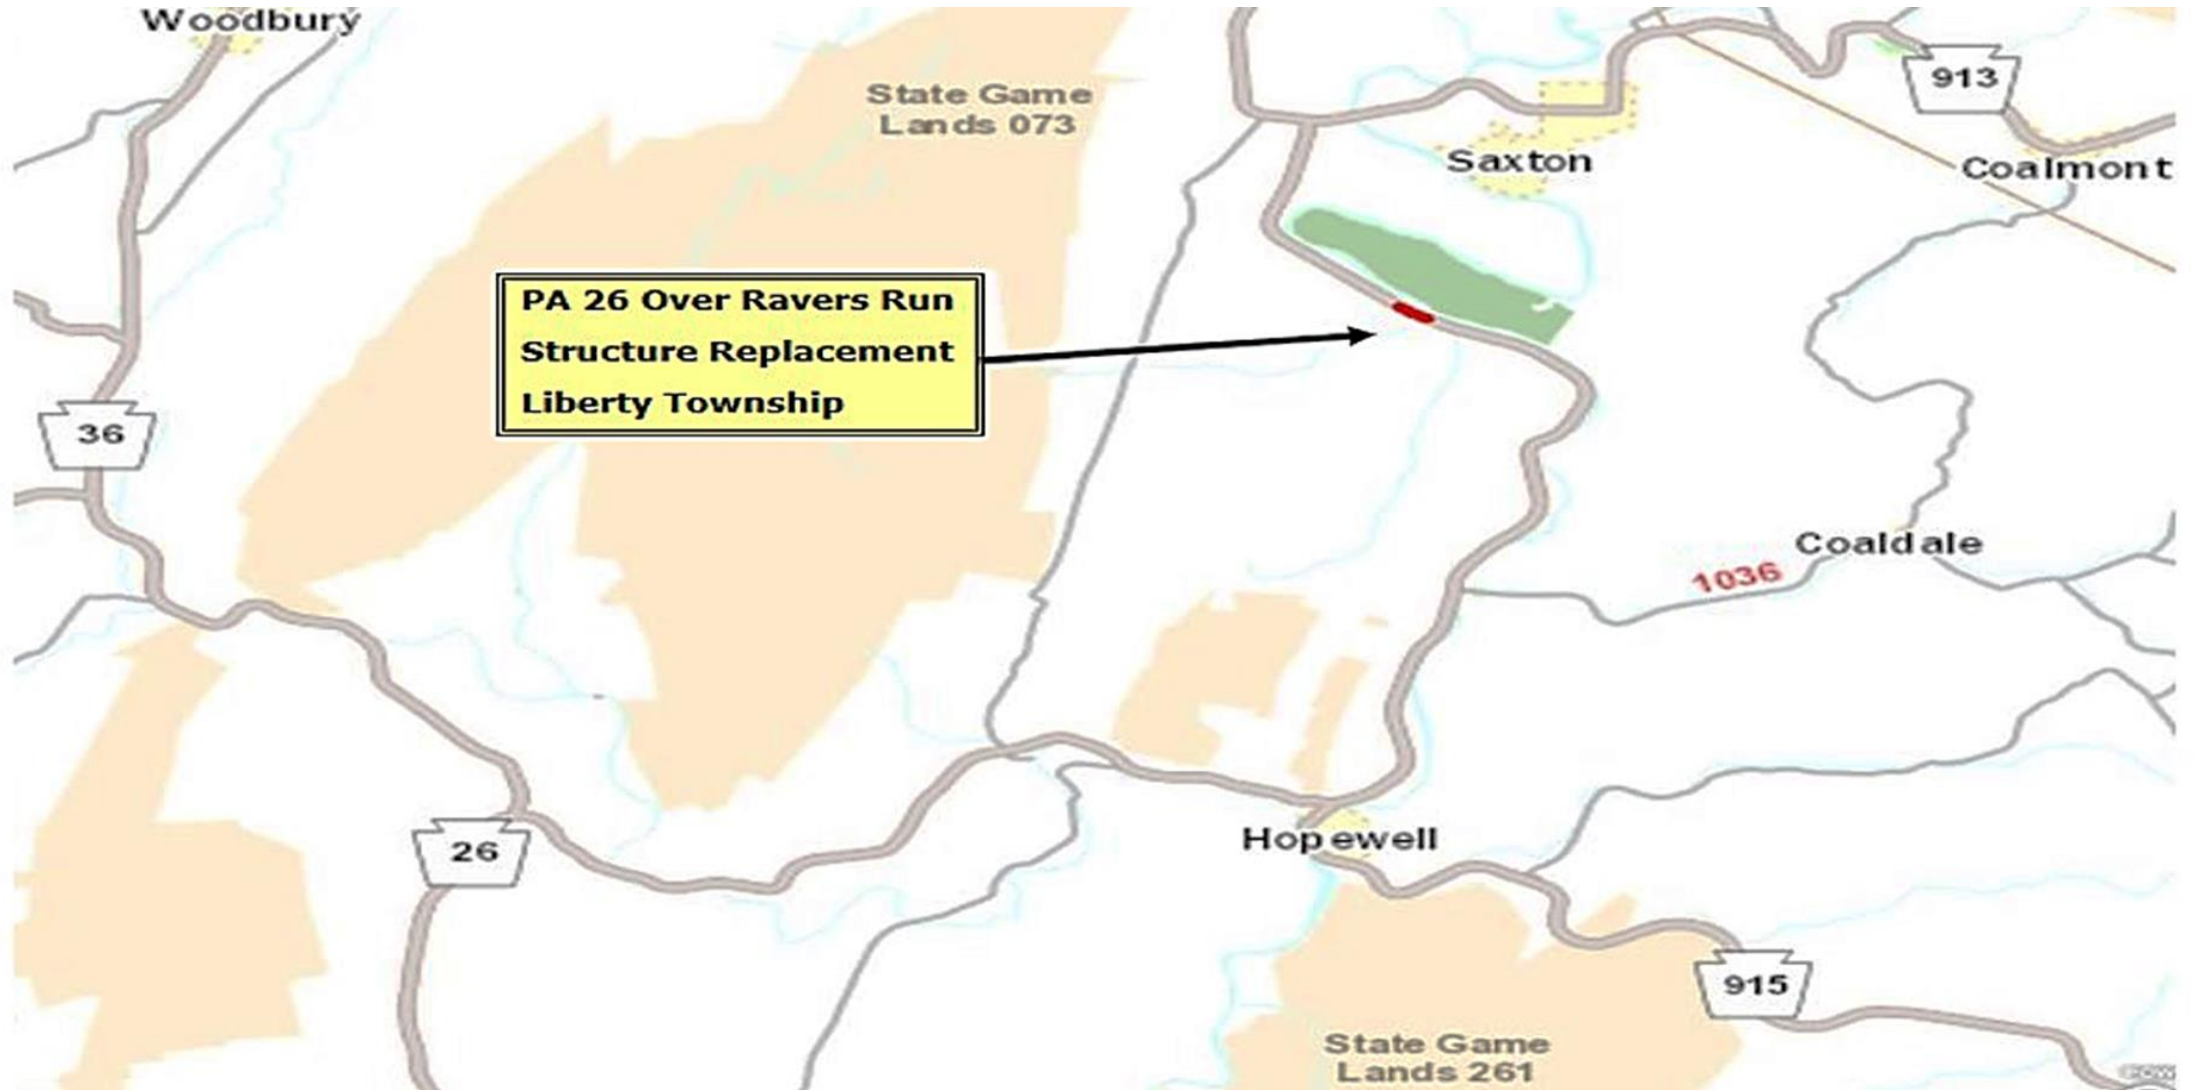 Woodbury
State Game
Lands 073
913
Saxton
Coalmont
PA 26 Over Ravers Run
Structure Replacement
Liberty Township
36
Coaldale
1036
26
Hopewell
915
State Game
Lands 261